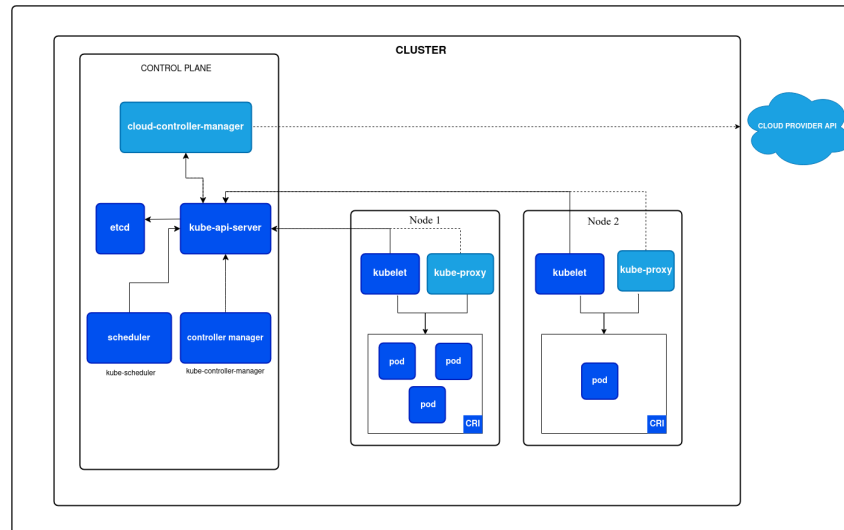 CLUSTER
CONTROL PLANE
cloud-controller-manager
CLOUD PROVIDER API
etcd
kube-api-server
scheduler
kube-scheduler
controller manager
kube-controller-manager
Node 1
kubelet
kube-proxy
pod
pod
pod
CRI
Node 2
kubelet
kube-proxy
pod
CRI